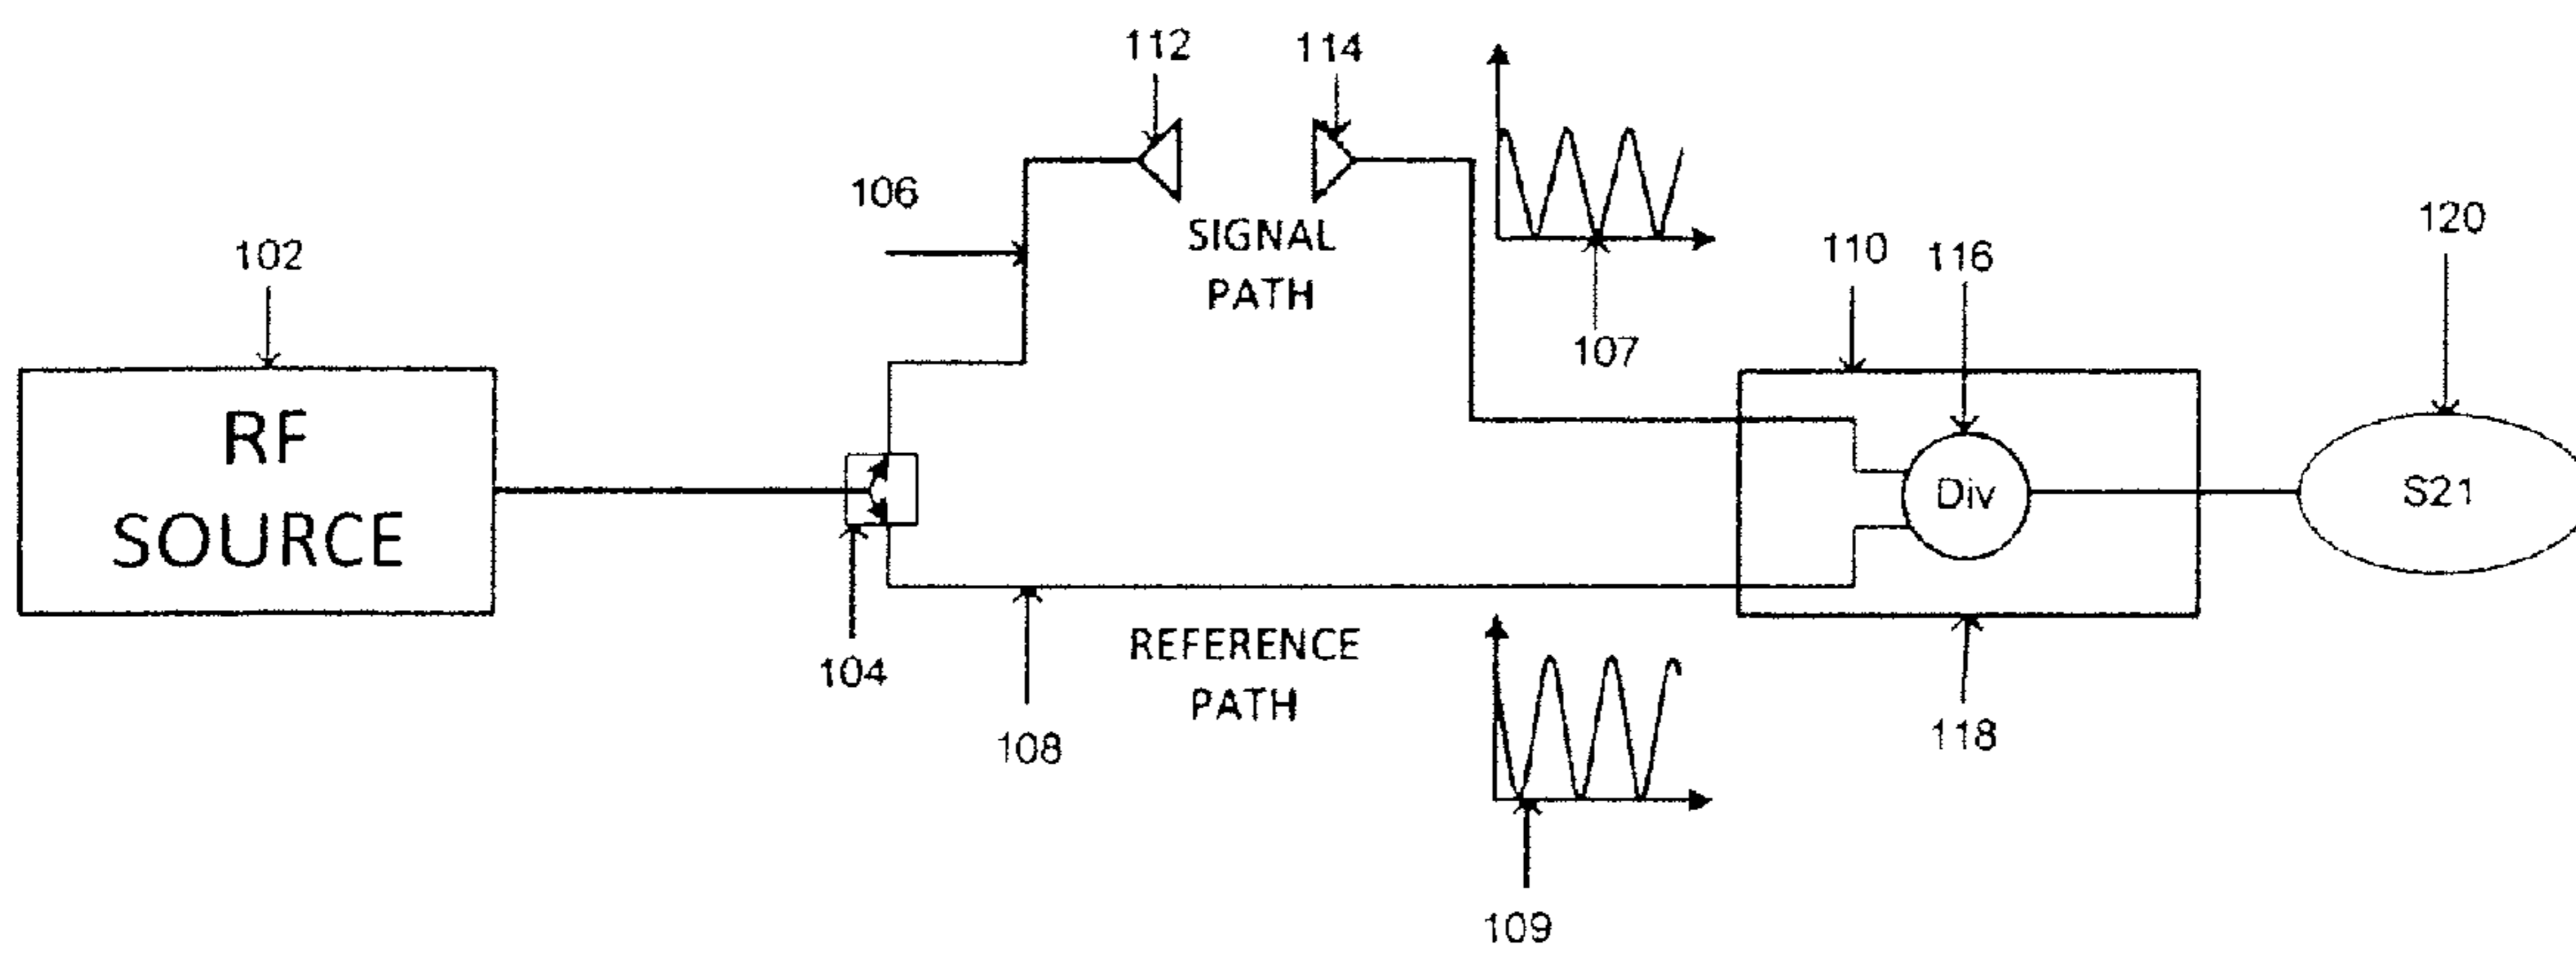 112
114
106
SIGNAL
PATH
102
107
110
116
120
RF
SOURCE
Div
S21
104
REFERENCE
PATH
108
118
109